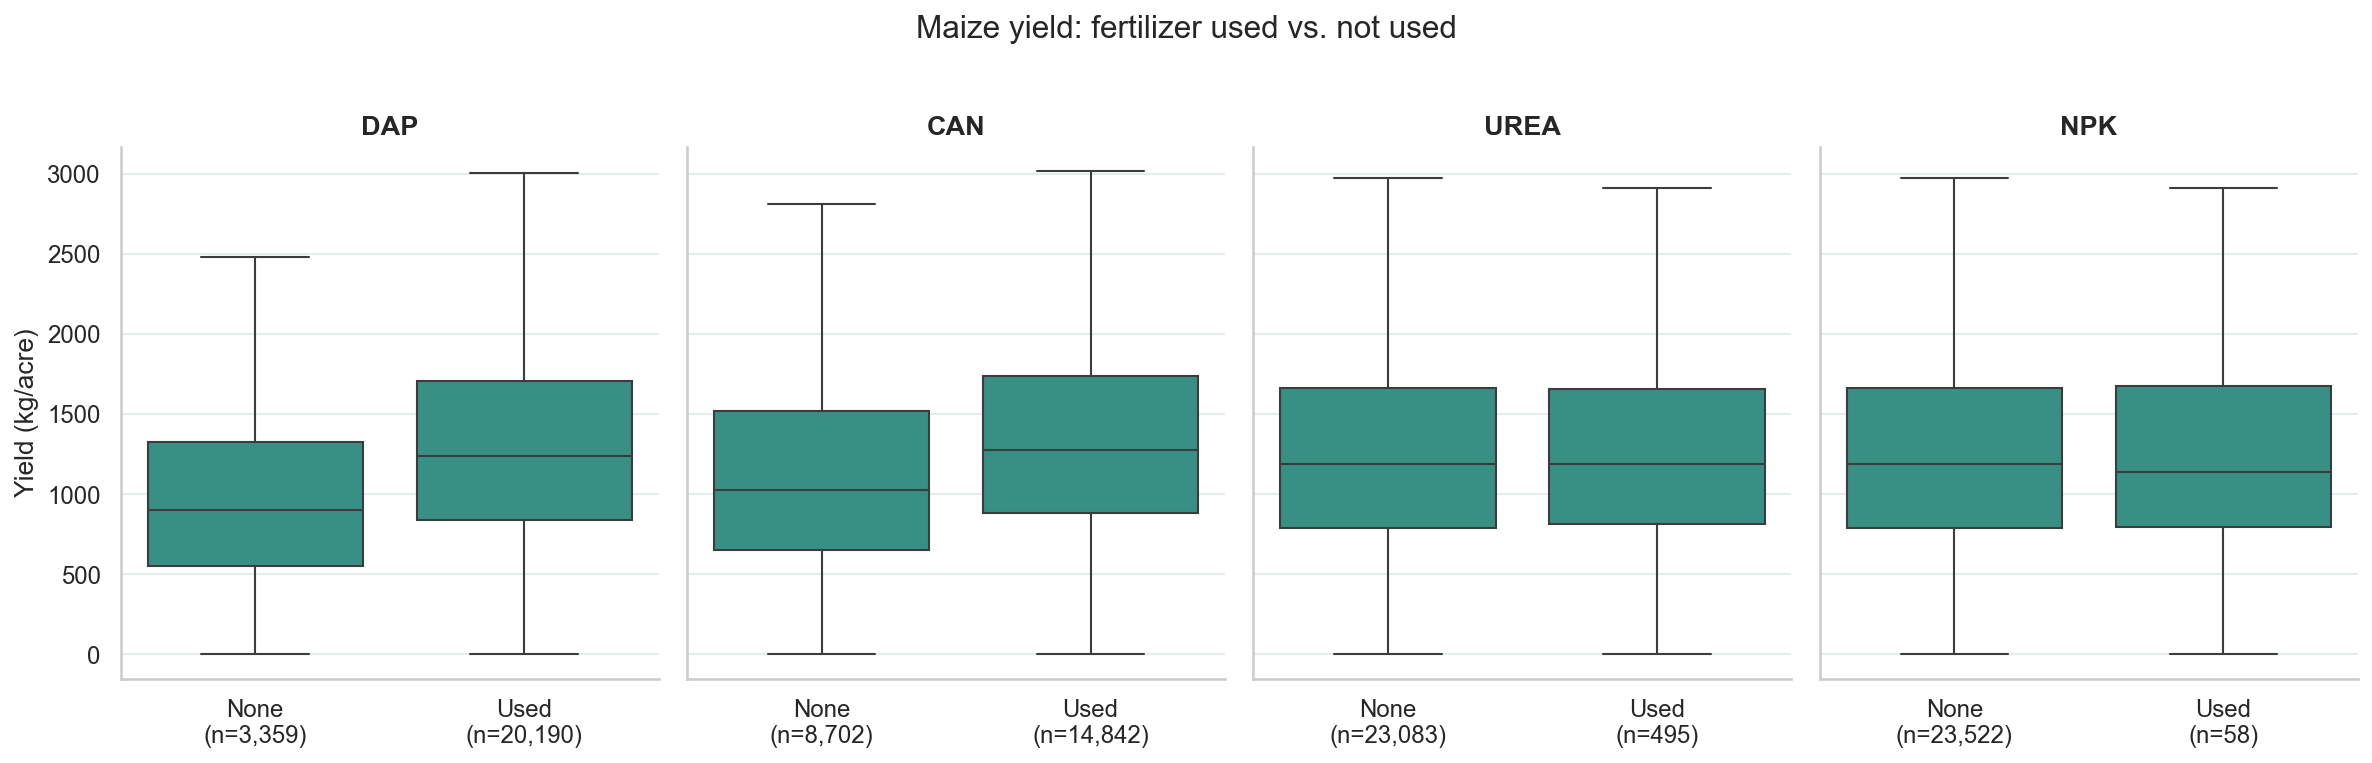 Maize yield: fertilizer used vs. not used
DAP
CAN
UREA
NPK
Yield (kg/acre)
3000
2500
2000
1500
1000
500
0
None
(n=3,359)
Used
(n=20,190)
None
(n=8,702)
Used
(n=14,842)
None
(n=23,083)
Used
(n=495)
None
(n=23,522)
Used
(n=58)